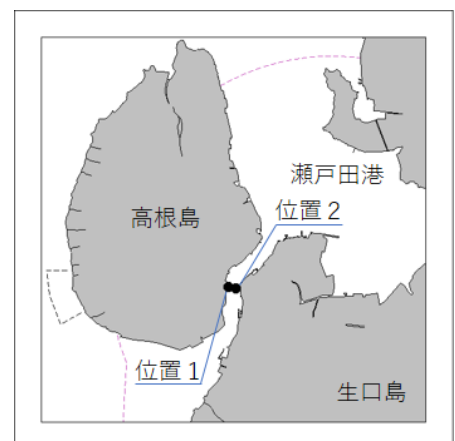 瀬戸田港
高根島
位置２
位置１
生口島